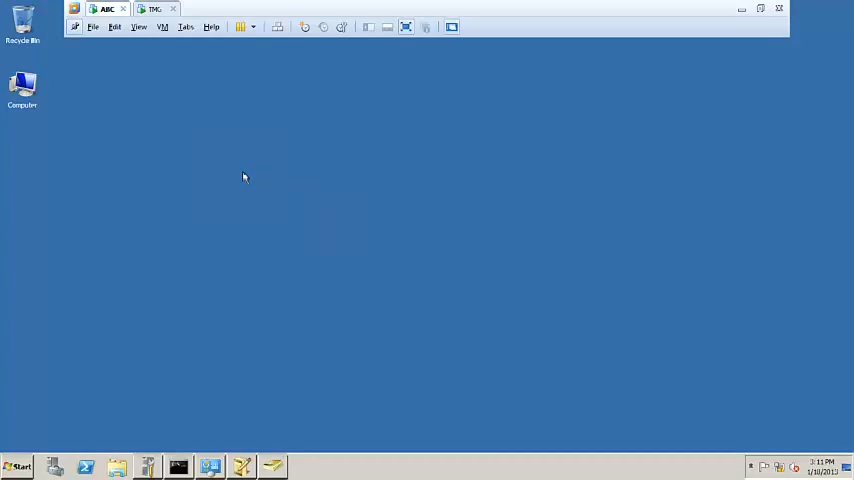 ABC
TMG
File Edit View VM Tabs Help
Recycle Bin
Computer
Start
3:11 PM
1/10/2013